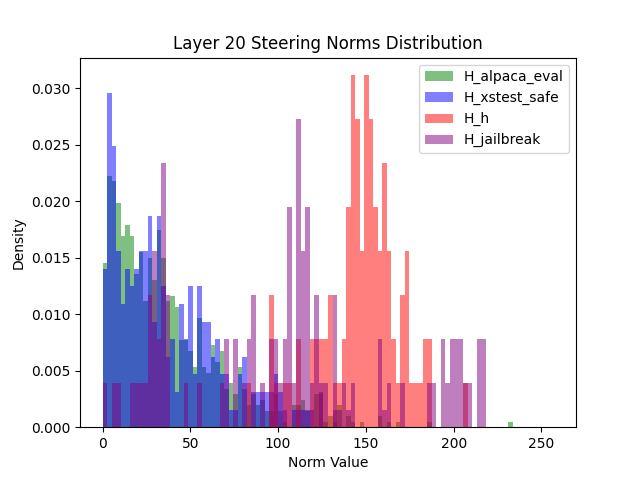 Layer 20 Steering Norms Distribution
H_alpaca_eval
H_xstest_safe
H_h
H_jailbreak
0.030
0.025
0.020
0.015
0.010
0.005
0.000
Density
0 50 100 150 200 250
Norm Value